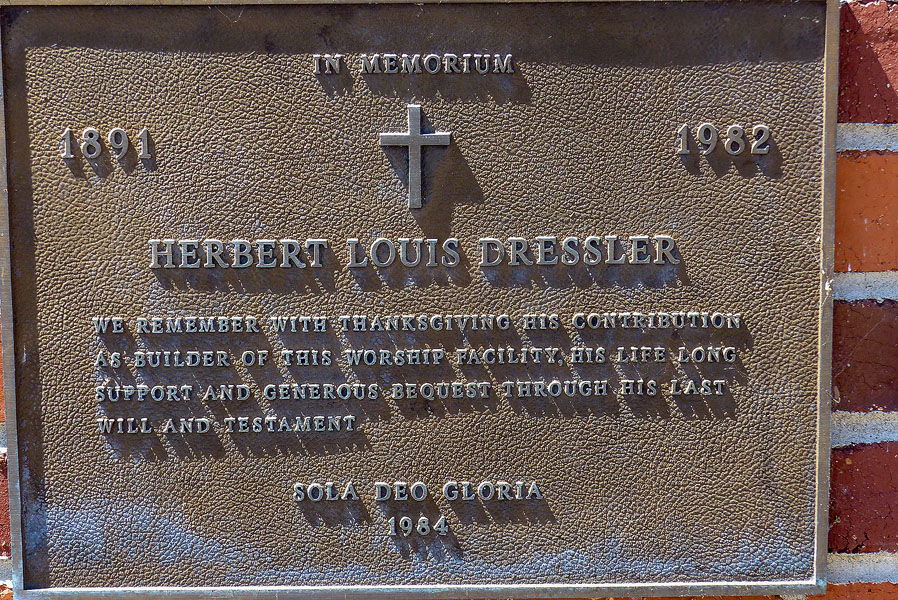 IN MEMORIUM
1891 1982
HERBERT LOUIS DRESSLER
WE REMEMBER WITH THANKSGIVING HIS CONTRIBUTION
AS BUILDER OF THIS WORSHIP FACILITY, HIS LIFE LONG
SUPPORT AND GENEROUS BEQUEST THROUGH HIS LAST
WILL AND TESTAMENT
SOLA DEO GLORIA
1984